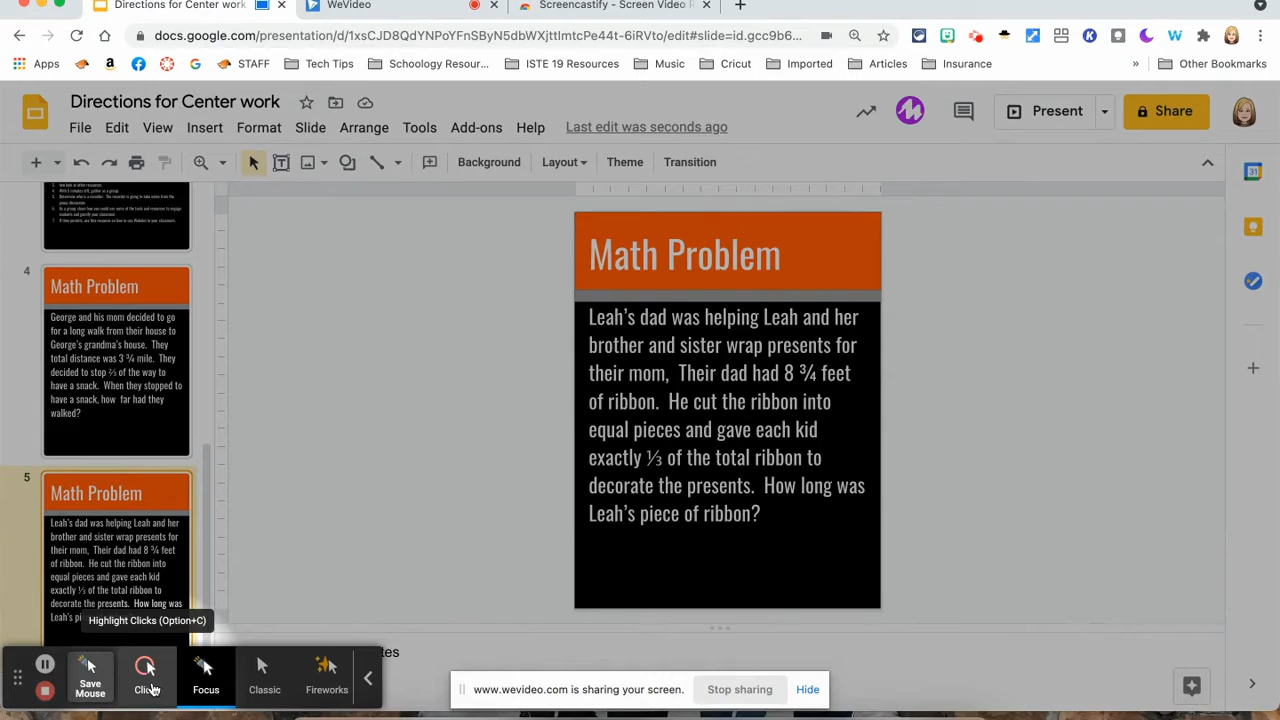 Directions for Center work
WeVideo
Screencastify - Screen Video R
docs.google.com/presentation/d/1xsCJD8QdYNPoYFnSByN5dbWXjttImtcPe44t-6iRVto/edit#slide=id.gcc9b6...
Apps
STAFF
Tech Tips
Schoology Resour...
ISTE 19 Resources
Music
Cricut
Imported
Articles
Insurance
»
Other Bookmarks
Directions for Center work
Present
Share
File Edit View Insert Format Slide Arrange Tools Add-ons Help Last edit was seconds ago
Background Layout Theme Transition
4
Math Problem
George and his mom decided to go
for a long walk from their house to
George's grandma's house. They
total distance was 3 ¾ mile. They
decided to stop ⅔ of the way to
have a snack. When they stopped to
have a snack, how far had they
walked?
5
Math Problem
Leah's dad was helping Leah and her
brother and sister wrap presents for
their mom, Their dad had 8 ¾ feet
of ribbon. He cut the ribbon into
equal pieces and gave each kid
exactly ⅓ of the total ribbon to
decorate the presents. How long was
Leah's pi
Math Problem
Leah's dad was helping Leah and her
brother and sister wrap presents for
their mom, Their dad had 8 ¾ feet
of ribbon. He cut the ribbon into
equal pieces and gave each kid
exactly ⅓ of the total ribbon to
decorate the presents. How long was
Leah's piece of ribbon?
Highlight Clicks (Option+C)
Save
Mouse
Focus
Classic
Fireworks
www.wevideo.com is sharing your screen.
Stop sharing
Hide